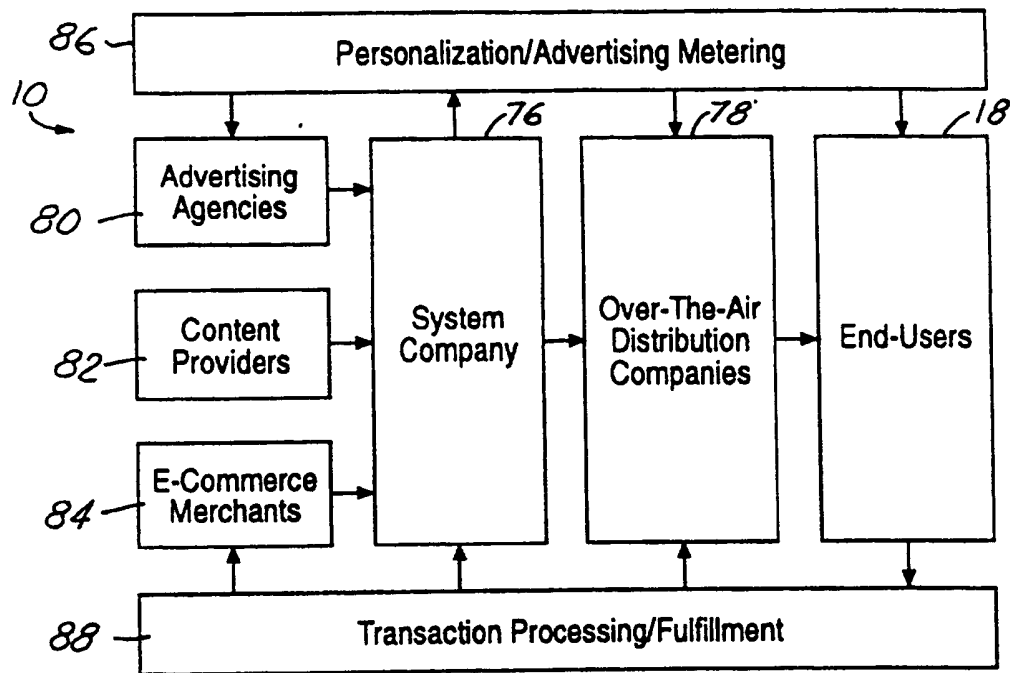 86
Personalization/Advertising Metering
10
76
78
18
Advertising
Agencies
80
System
Company
Over-The-Air
Distribution
Companies
End-Users
Content
Providers
82
E-Commerce
Merchants
84
88
Transaction Processing/Fulfillment